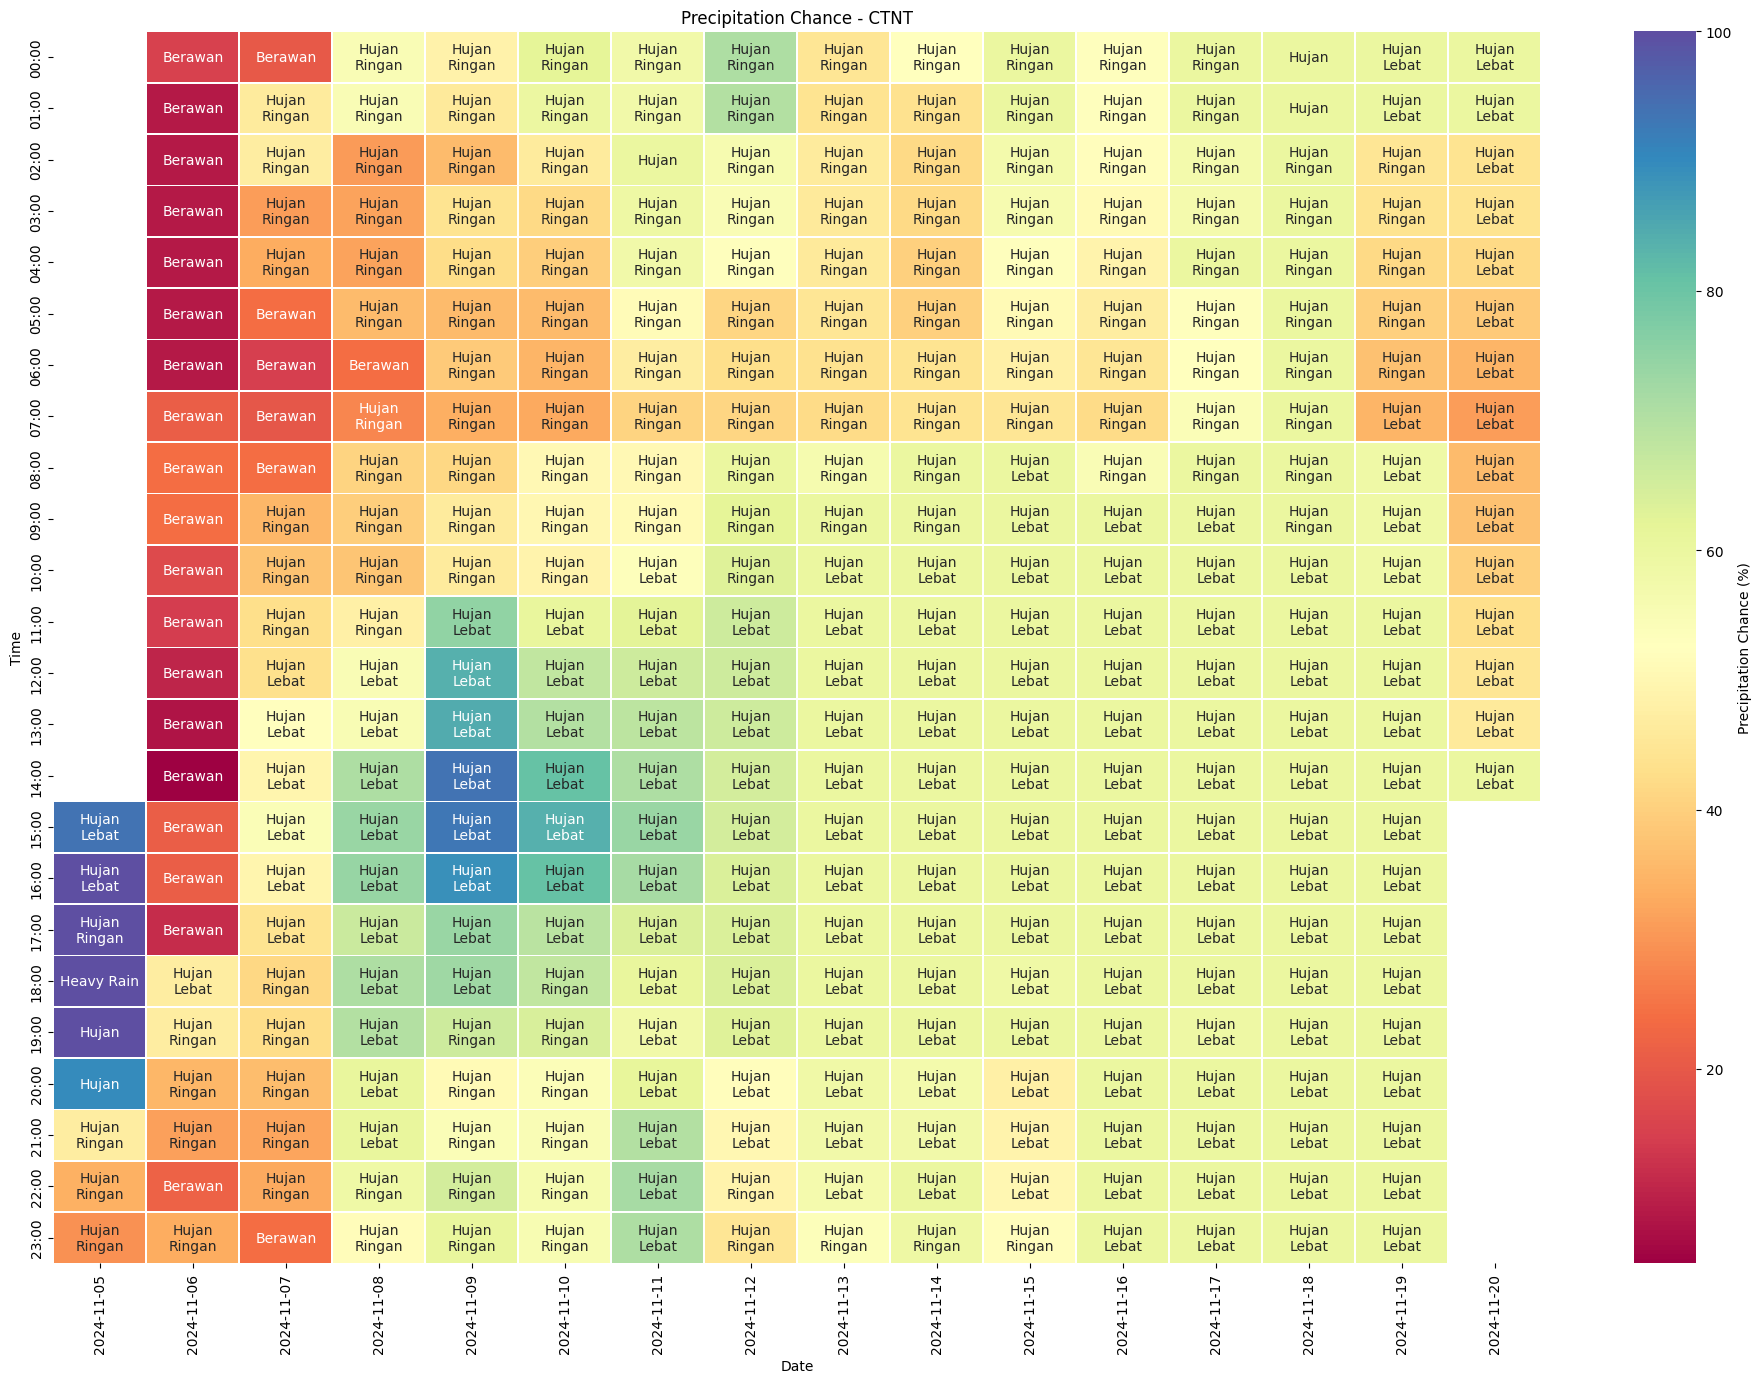 Precipitation Chance - CTNT
Time
00:00 Berawan Berawan Hujan Hujan Hujan Hujan Hujan Hujan Hujan Hujan Hujan Hujan Hujan Hujan Hujan
Ringan Ringan Ringan Ringan Ringan Ringan Ringan Ringan Ringan Ringan Lebat Lebat
01:00 Berawan Hujan Hujan Hujan Hujan Hujan Hujan Hujan Hujan Hujan Hujan Hujan Hujan Hujan Hujan
Ringan Ringan Ringan Ringan Ringan Ringan Ringan Ringan Ringan Ringan Ringan Lebat Lebat
02:00 Berawan Hujan Hujan Hujan Hujan Hujan Hujan Hujan Hujan Hujan Hujan Hujan Hujan Hujan Hujan
Ringan Ringan Ringan Ringan Ringan Ringan Ringan Ringan Ringan Ringan Ringan Ringan Lebat
03:00 Berawan Hujan Hujan Hujan Hujan Hujan Hujan Hujan Hujan Hujan Hujan Hujan Hujan Hujan Hujan
Ringan Ringan Ringan Ringan Ringan Ringan Ringan Ringan Ringan Ringan Ringan Ringan Ringan Lebat
04:00 Berawan Hujan Hujan Hujan Hujan Hujan Hujan Hujan Hujan Hujan Hujan Hujan Hujan Hujan Hujan
Ringan Ringan Ringan Ringan Ringan Ringan Ringan Ringan Ringan Ringan Ringan Ringan Ringan Lebat
05:00 Berawan Berawan Hujan Hujan Hujan Hujan Hujan Hujan Hujan Hujan Hujan Hujan Hujan Hujan Hujan
Ringan Ringan Ringan Ringan Ringan Ringan Ringan Ringan Ringan Ringan Ringan Ringan Lebat
06:00 Berawan Berawan Berawan Hujan Hujan Hujan Hujan Hujan Hujan Hujan Hujan Hujan Hujan Hujan Hujan
Ringan Ringan Ringan Ringan Ringan Ringan Ringan Ringan Ringan Ringan Ringan Lebat
07:00 Berawan Berawan Hujan Hujan Hujan Hujan Hujan Hujan Hujan Hujan Hujan Hujan Hujan Hujan Hujan
Ringan Ringan Ringan Ringan Ringan Ringan Ringan Ringan Ringan Ringan Ringan Lebat Lebat
08:00 Berawan Berawan Hujan Hujan Hujan Hujan Hujan Hujan Hujan Hujan Hujan Hujan Hujan Hujan Hujan
Ringan Ringan Ringan Ringan Ringan Ringan Ringan Lebat Ringan Ringan Ringan Lebat Lebat
09:00 Berawan Hujan Hujan Hujan Hujan Hujan Hujan Hujan Hujan Hujan Hujan Hujan Hujan Hujan Hujan
Ringan Ringan Ringan Ringan Ringan Ringan Ringan Ringan Lebat Lebat Lebat Ringan Lebat Lebat
10:00 Berawan Hujan Hujan Hujan Hujan Hujan Hujan Hujan Hujan Hujan Hujan Hujan Hujan Hujan Hujan
Ringan Ringan Ringan Ringan Lebat Ringan Lebat Lebat Lebat Lebat Lebat Lebat Lebat Lebat
11:00 Berawan Hujan Hujan Hujan Hujan Hujan Hujan Hujan Hujan Hujan Hujan Hujan Hujan Hujan Hujan
Ringan Ringan Lebat Lebat Lebat Lebat Lebat Lebat Lebat Lebat Lebat Lebat Lebat Lebat
12:00 Berawan Hujan Hujan Hujan Hujan Hujan Hujan Hujan Hujan Hujan Hujan Hujan Hujan Hujan Hujan
Lebat Lebat Lebat Lebat Lebat Lebat Lebat Lebat Lebat Lebat Lebat Lebat Lebat Lebat
13:00 Berawan Hujan Hujan Hujan Hujan Hujan Hujan Hujan Hujan Hujan Hujan Hujan Hujan Hujan Hujan
Lebat Lebat Lebat Lebat Lebat Lebat Lebat Lebat Lebat Lebat Lebat Lebat Lebat Lebat
14:00 Berawan Hujan Hujan Hujan Hujan Hujan Hujan Hujan Hujan Hujan Hujan Hujan Hujan Hujan Hujan
Lebat Lebat Lebat Lebat Lebat Lebat Lebat Lebat Lebat Lebat Lebat Lebat Lebat Lebat
15:00 Hujan Berawan Hujan Hujan Hujan Hujan Hujan Hujan Hujan Hujan Hujan Hujan Hujan Hujan Hujan
Lebat Lebat Lebat Lebat Lebat Lebat Lebat Lebat Lebat Lebat Lebat Lebat Lebat Lebat
16:00 Hujan Berawan Hujan Hujan Hujan Hujan Hujan Hujan Hujan Hujan Hujan Hujan Hujan Hujan Hujan
Lebat Lebat Lebat Lebat Lebat Lebat Lebat Lebat Lebat Lebat Lebat Lebat Lebat Lebat
17:00 Hujan Berawan Hujan Hujan Hujan Hujan Hujan Hujan Hujan Hujan Hujan Hujan Hujan Hujan Hujan
Ringan Lebat Lebat Lebat Lebat Lebat Lebat Lebat Lebat Lebat Lebat Lebat Lebat Lebat
18:00 Heavy Rain Hujan Hujan Hujan Hujan Hujan Hujan Hujan Hujan Hujan Hujan Hujan Hujan Hujan Hujan
Lebat Ringan Lebat Lebat Ringan Lebat Lebat Lebat Lebat Lebat Lebat Lebat Lebat Lebat
19:00 Hujan Hujan Hujan Hujan Hujan Hujan Hujan Hujan Hujan Hujan Hujan Hujan Hujan Hujan Hujan
Ringan Ringan Lebat Ringan Ringan Lebat Lebat Lebat Lebat Lebat Lebat Lebat Lebat Lebat
20:00 Hujan Hujan Hujan Hujan Hujan Hujan Hujan Hujan Hujan Hujan Hujan Hujan Hujan Hujan Hujan
Ringan Ringan Lebat Ringan Ringan Lebat Lebat Lebat Lebat Lebat Lebat Lebat Lebat Lebat
21:00 Hujan Hujan Hujan Hujan Hujan Hujan Hujan Hujan Hujan Hujan Hujan Hujan Hujan Hujan Hujan
Ringan Ringan Ringan Lebat Ringan Ringan Lebat Lebat Lebat Lebat Lebat Lebat Lebat Lebat Lebat
22:00 Hujan Berawan Hujan Hujan Hujan Hujan Hujan Hujan Hujan Hujan Hujan Hujan Hujan Hujan Hujan
Ringan Ringan Ringan Ringan Ringan Lebat Ringan Lebat Lebat Lebat Lebat Lebat Lebat Lebat
23:00 Hujan Hujan Berawan Hujan Hujan Hujan Hujan Hujan Hujan Hujan Hujan Hujan Hujan Hujan Hujan
Ringan Ringan Ringan Ringan Ringan Lebat Ringan Ringan Ringan Ringan Lebat Lebat Lebat Lebat
2024-11-05 2024-11-06 2024-11-07 2024-11-08 2024-11-09 2024-11-10 2024-11-11 2024-11-12 2024-11-13 2024-11-14 2024-11-15 2024-11-16 2024-11-17 2024-11-18 2024-11-19 2024-11-20
Date
100
80
60
40
20
Precipitation Chance (%)